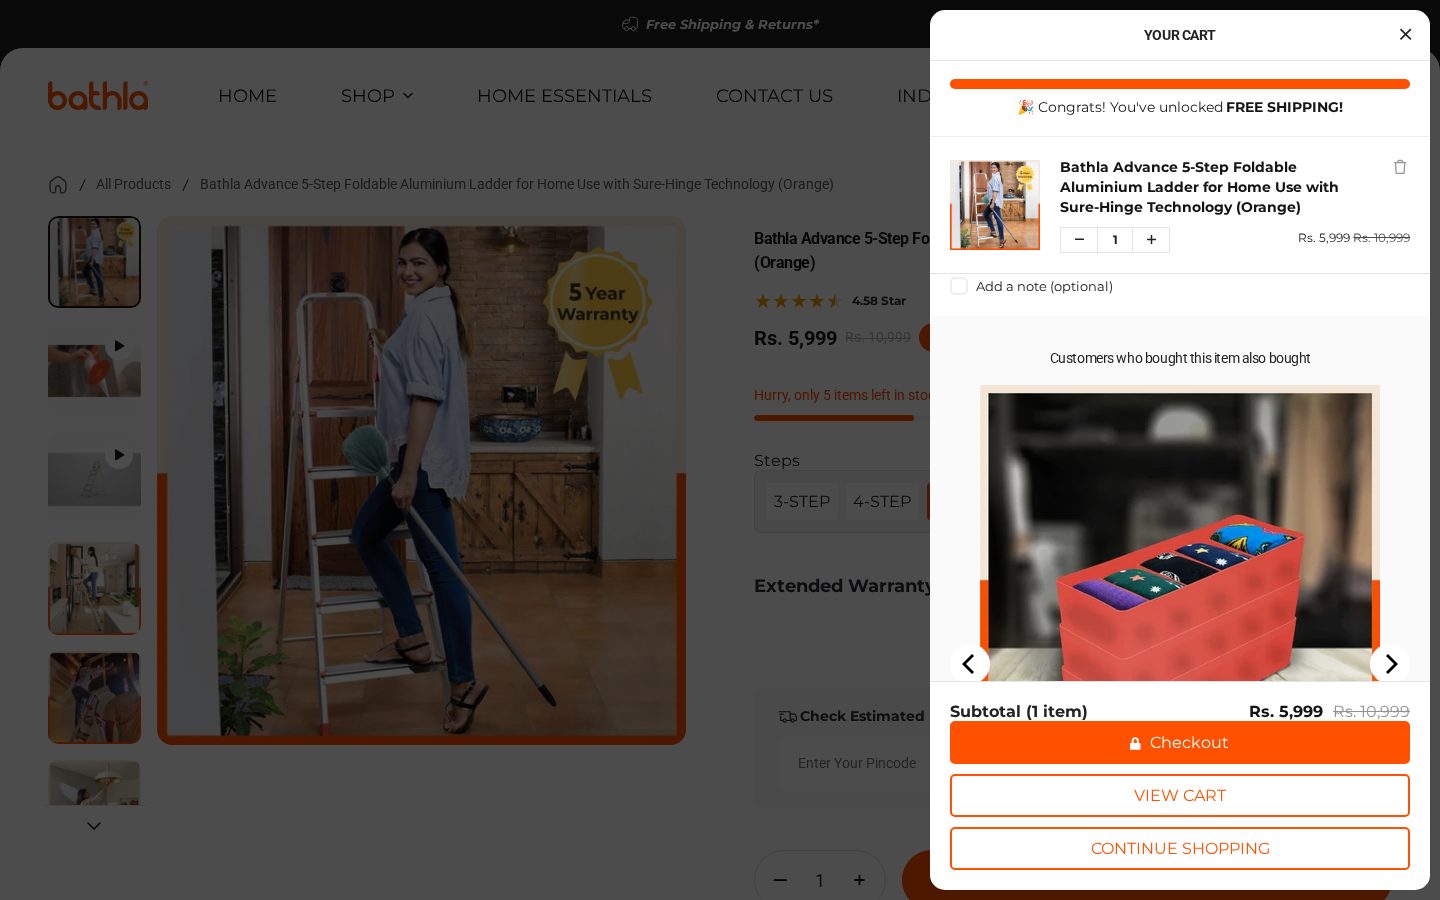 Free Shipping & Returns*
bathla
HOME
SHOP
HOME ESSENTIALS
CONTACT US
/ All Products / Bathla Advance 5-Step Foldable Aluminium Ladder for Home Use with Sure-Hinge Technology (Orange)
5 Year
Warranty
Bathla Advance 5-Step
(Orange)
4.58 Star
Rs. 5,999 Rs. 10,999
Hurry, only 5 items left in
Steps
3-STEP
4-STEP
Extended Warranty
Check Estimated
Enter Your Pincode
1
YOUR CART
🎉 Congrats! You've unlocked FREE SHIPPING!
Bathla Advance 5-Step Foldable
Aluminium Ladder for Home Use with
Sure-Hinge Technology (Orange)
1
Rs. 5,999 Rs. 10,999
Add a note (optional)
Customers who bought this item also bought
Subtotal (1 item)
Rs. 5,999 Rs. 10,999
Checkout
VIEW CART
CONTINUE SHOPPING